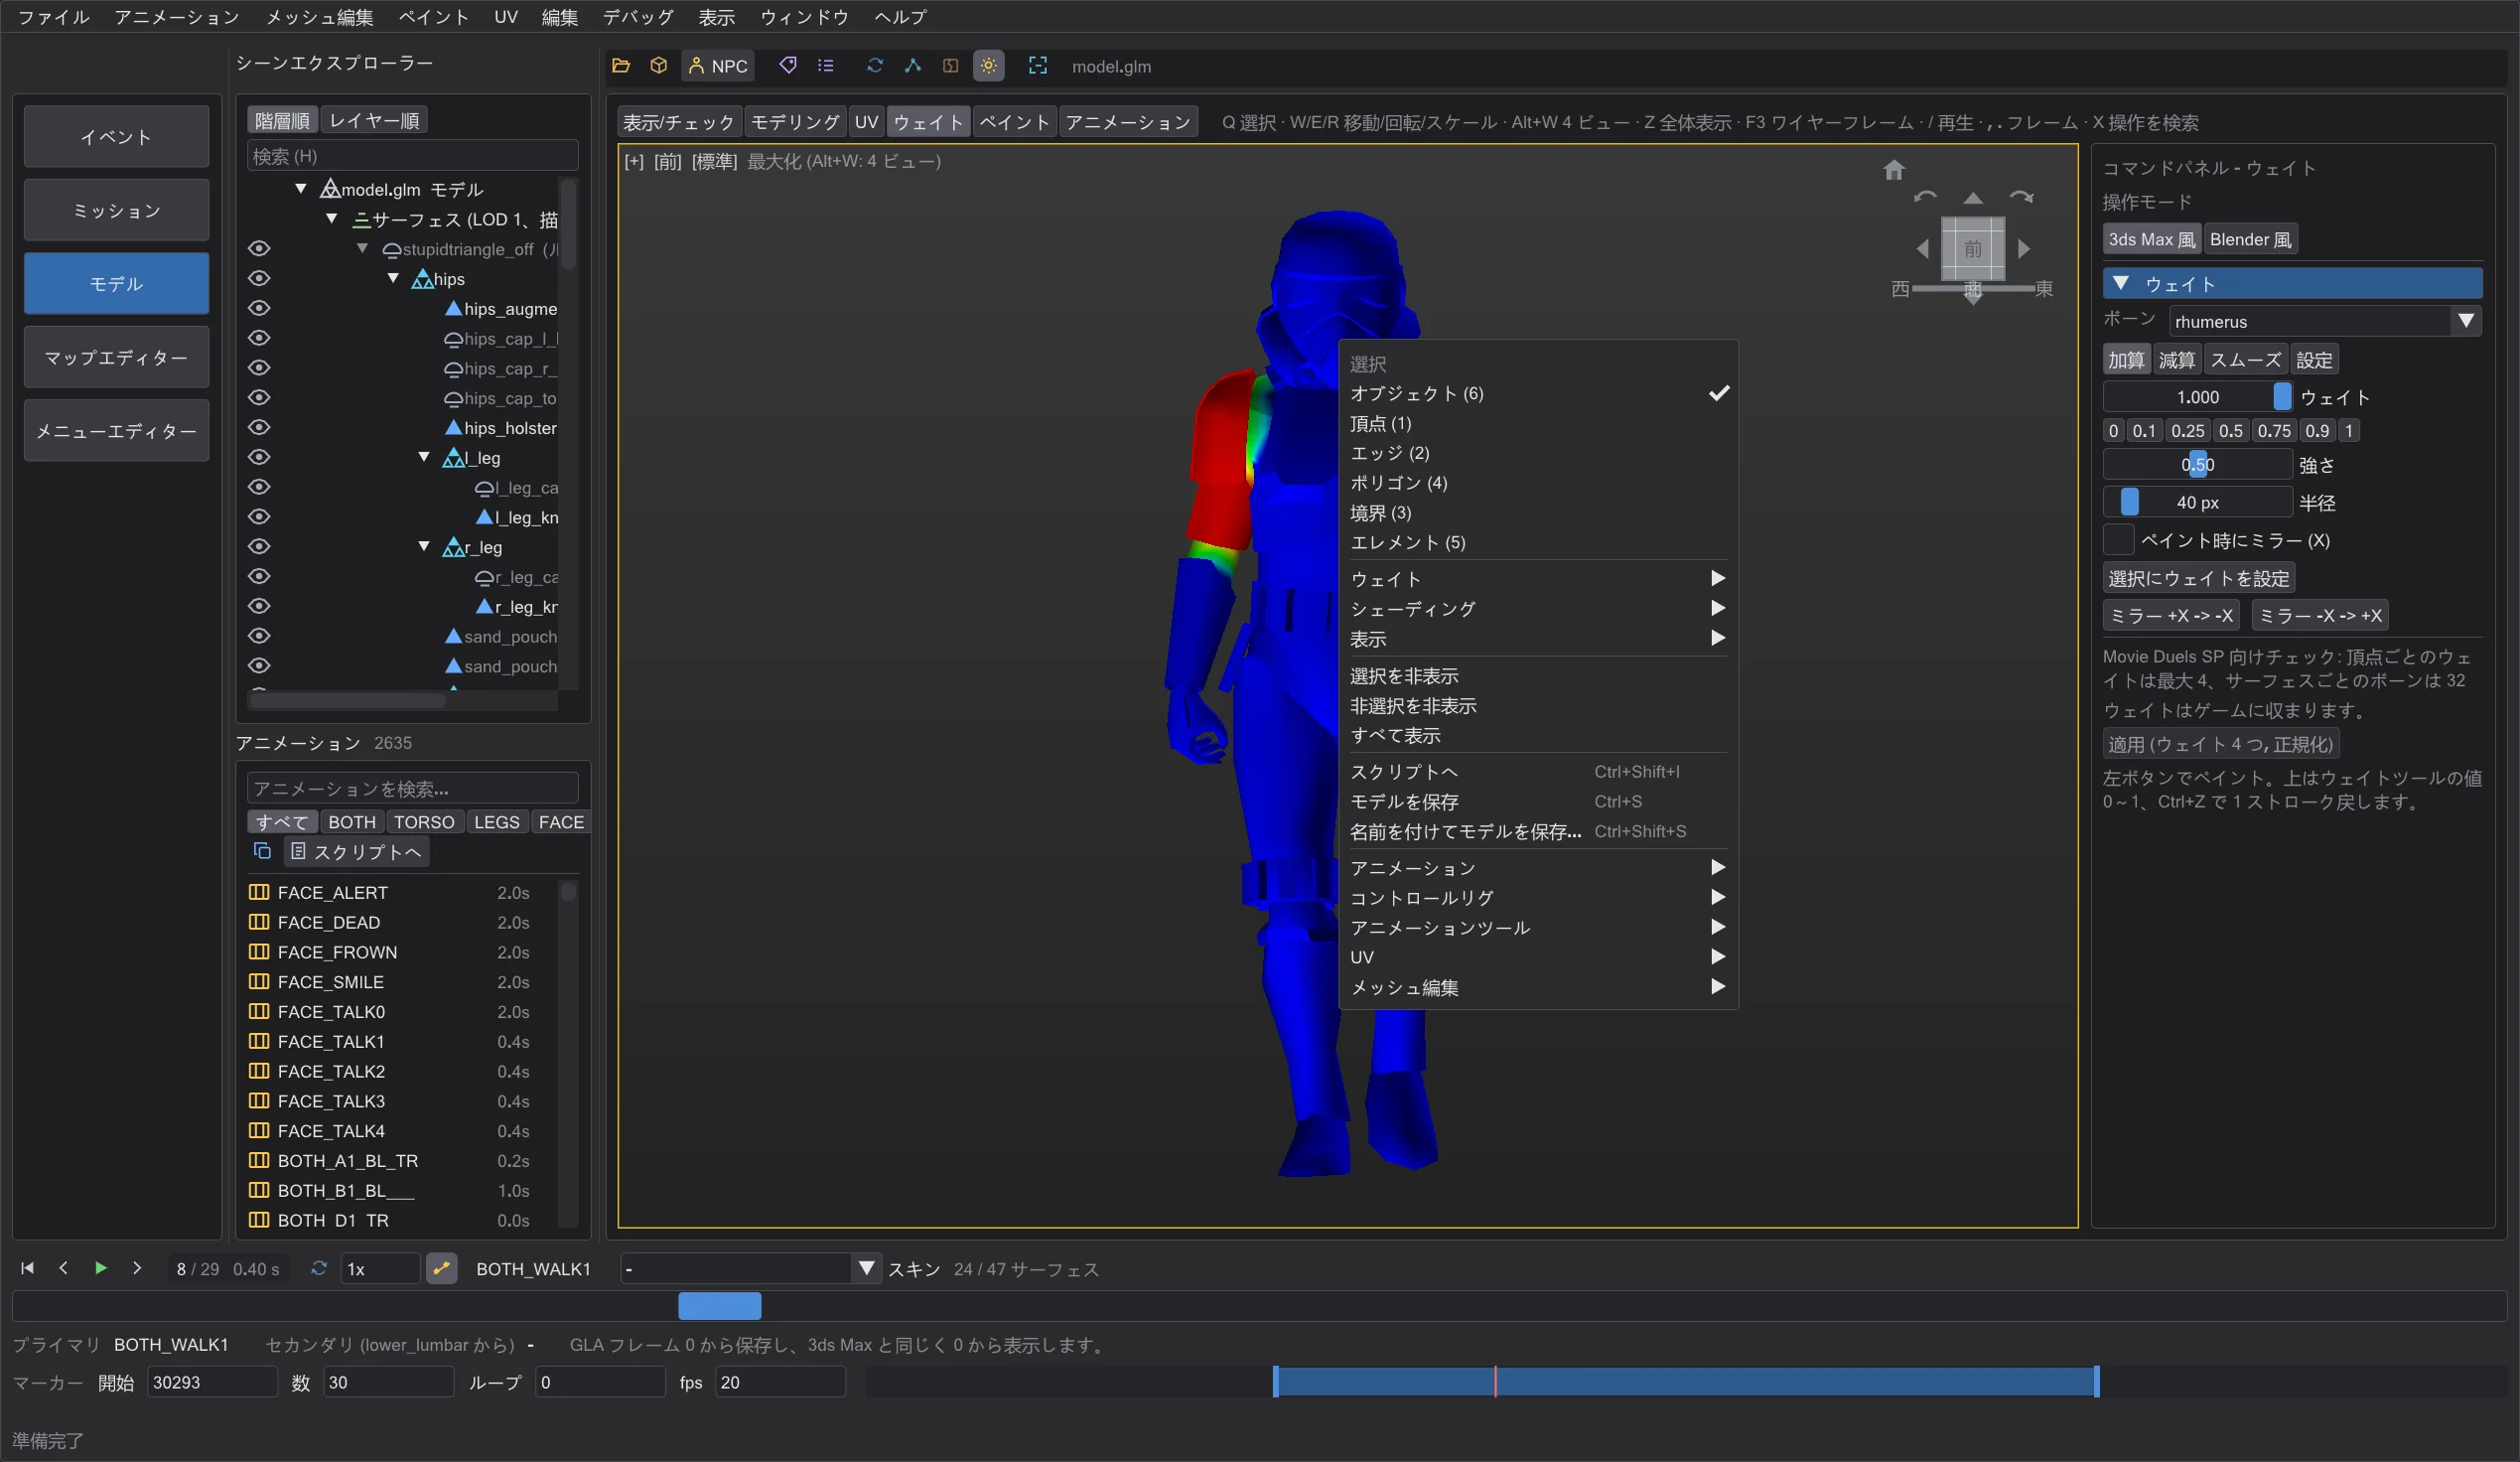 ファイル アニメーション メッシュ編集 ペイント UV 編集 デバッグ 表示 ウィンドウ ヘルプ
シーンエクスプローラー
NPC model.glm
イベント
ミッション
モデル
マップエディター
メニューエディター
階層順 レイヤー順
検索 (H)
model.glm モデル
サーフェス (LOD 1、描
stupidtriangle_off (ル
hips
hips_augme
hips_cap_l_l
hips_cap_r_
hips_cap_to
hips_holster
l_leg
l_leg_ca
l_leg_kn
r_leg
r_leg_ca
r_leg_kn
sand_pouch
sand_pouch
アニメーション 2635
アニメーションを検索...
すべて BOTH TORSO LEGS FACE
スクリプトへ
FACE_ALERT 2.0s
FACE_DEAD 2.0s
FACE_FROWN 2.0s
FACE_SMILE 2.0s
FACE_TALK0 2.0s
FACE_TALK1 0.4s
FACE_TALK2 0.4s
FACE_TALK3 0.4s
FACE_TALK4 0.4s
BOTH_A1_BL_TR 0.2s
BOTH_B1_BL___ 1.0s
BOTH_D1_TR 0.0s
表示/チェック モデリング UV ウェイト ペイント アニメーション Q 選択 · W/E/R 移動/回転/スケール · Alt+W 4 ビュー · Z 全体表示 · F3 ワイヤーフレーム · / 再生 · , . フレーム · X 操作を検索
[+] [前] [標準] 最大化 (Alt+W: 4 ビュー)
前
西 北 東
選択
オブジェクト (6)
頂点 (1)
エッジ (2)
ポリゴン (4)
境界 (3)
エレメント (5)
ウェイト
シェーディング
表示
選択を非表示
非選択を非表示
すべて表示
スクリプトへ Ctrl+Shift+I
モデルを保存 Ctrl+S
名前を付けてモデルを保存... Ctrl+Shift+S
アニメーション
コントロールリグ
アニメーションツール
UV
メッシュ編集
コマンドパネル - ウェイト
操作モード
3ds Max 風 Blender 風
ウェイト
ボーン rhumerus
加算 減算 スムーズ 設定
1.000 ウェイト
0 0.1 0.25 0.5 0.75 0.9 1
0.50 強さ
40 px 半径
ペイント時にミラー (X)
選択にウェイトを設定
ミラー +X -> -X ミラー -X -> +X
Movie Duels SP 向けチェック: 頂点ごとのウェ
イトは最大 4、サーフェスごとのボーンは 32
ウェイトはゲームに収まります。
適用 (ウェイト 4 つ, 正規化)
左ボタンでペイント。上はウェイトツールの値
0～1、Ctrl+Z で 1 ストローク戻します。
8 / 29 0.40 s 1x BOTH_WALK1 - スキン 24 / 47 サーフェス
プライマリ BOTH_WALK1 セカンダリ (lower_lumbar から) - GLA フレーム 0 から保存し、3ds Max と同じく 0 から表示します。
マーカー 開始 30293 数 30 ループ 0 fps 20
準備完了